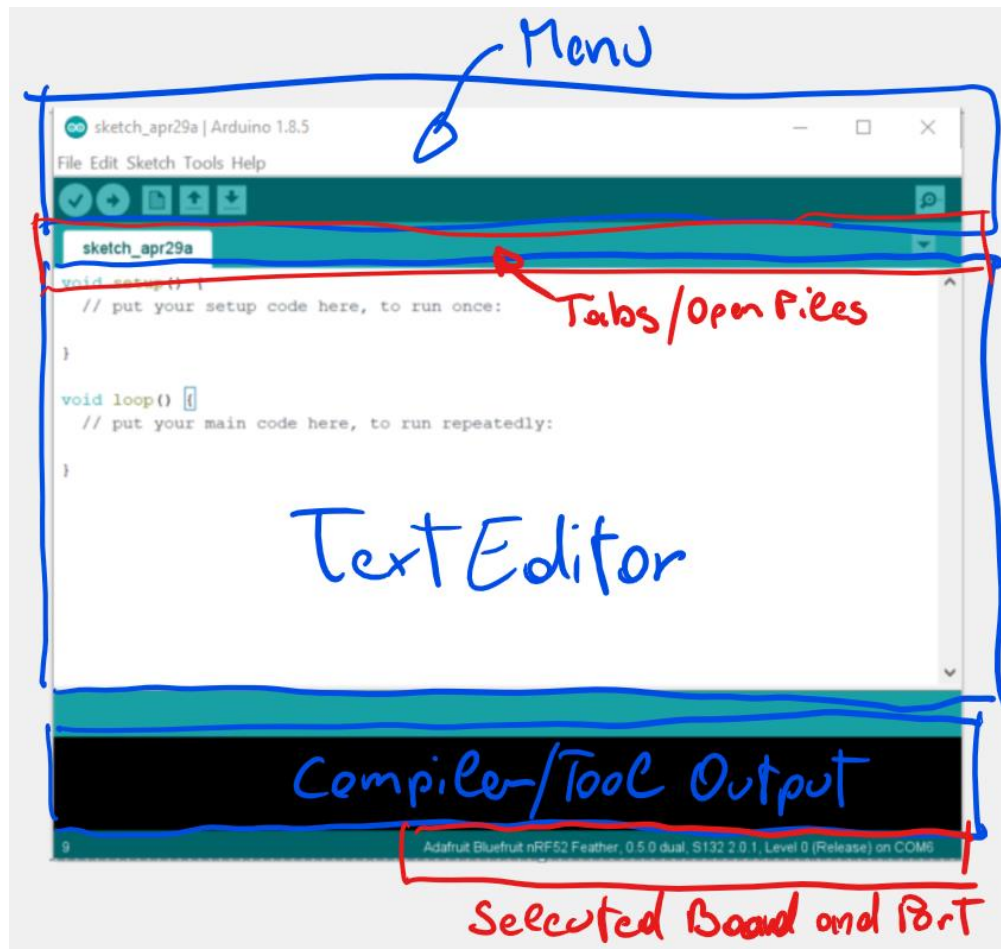 Menu
sketch_apr29a | Arduino 1.8.5
File Edit Sketch Tools Help
sketch_apr29a
void setup() {
// put your setup code here, to run once:
Tabs/Open Files
}
void loop() {
// put your main code here, to run repeatedly:
}
Text Editor
Compiler/Tool Output
9
Adafruit Bluefruit nRF52 Feather, 0.5.0 dual, S132 2.0.1, Level 0 (Release) on COM6
Selected Board and Port